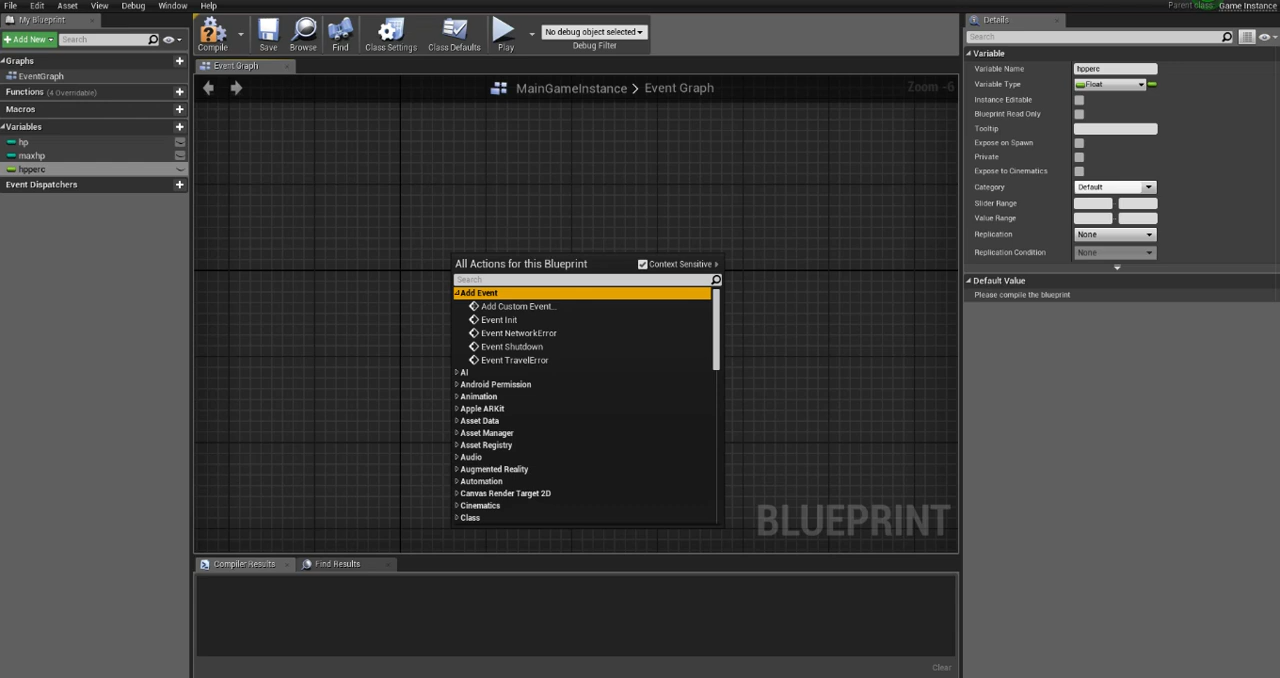 File Edit Asset View Debug Window Help
Parent class: Game Instance
My Blueprint
+ Add New
Search
Graphs
EventGraph
Functions (4 Overridable)
Macros
Variables
hp
maxhp
hpperc
Event Dispatchers
Compile
Save
Browse
Find
Class Settings
Class Defaults
Play
No debug object selected
Debug Filter
Event Graph
MainGameInstance > Event Graph
Zoom -6
All Actions for this Blueprint
Context Sensitive
Search
Add Event
Add Custom Event...
Event Init
Event NetworkError
Event Shutdown
Event TravelError
AI
Android Permission
Animation
Apple ARKit
Asset Data
Asset Manager
Asset Registry
Audio
Augmented Reality
Automation
Canvas Render Target 2D
Cinematics
Class
BLUEPRINT
Compiler Results
Find Results
Clear
Details
Search
Variable
Variable Name hpperc
Variable Type Float
Instance Editable
Blueprint Read Only
Tooltip
Expose on Spawn
Private
Expose to Cinematics
Category Default
Slider Range
Value Range
Replication None
Replication Condition None
Default Value
Please compile the blueprint